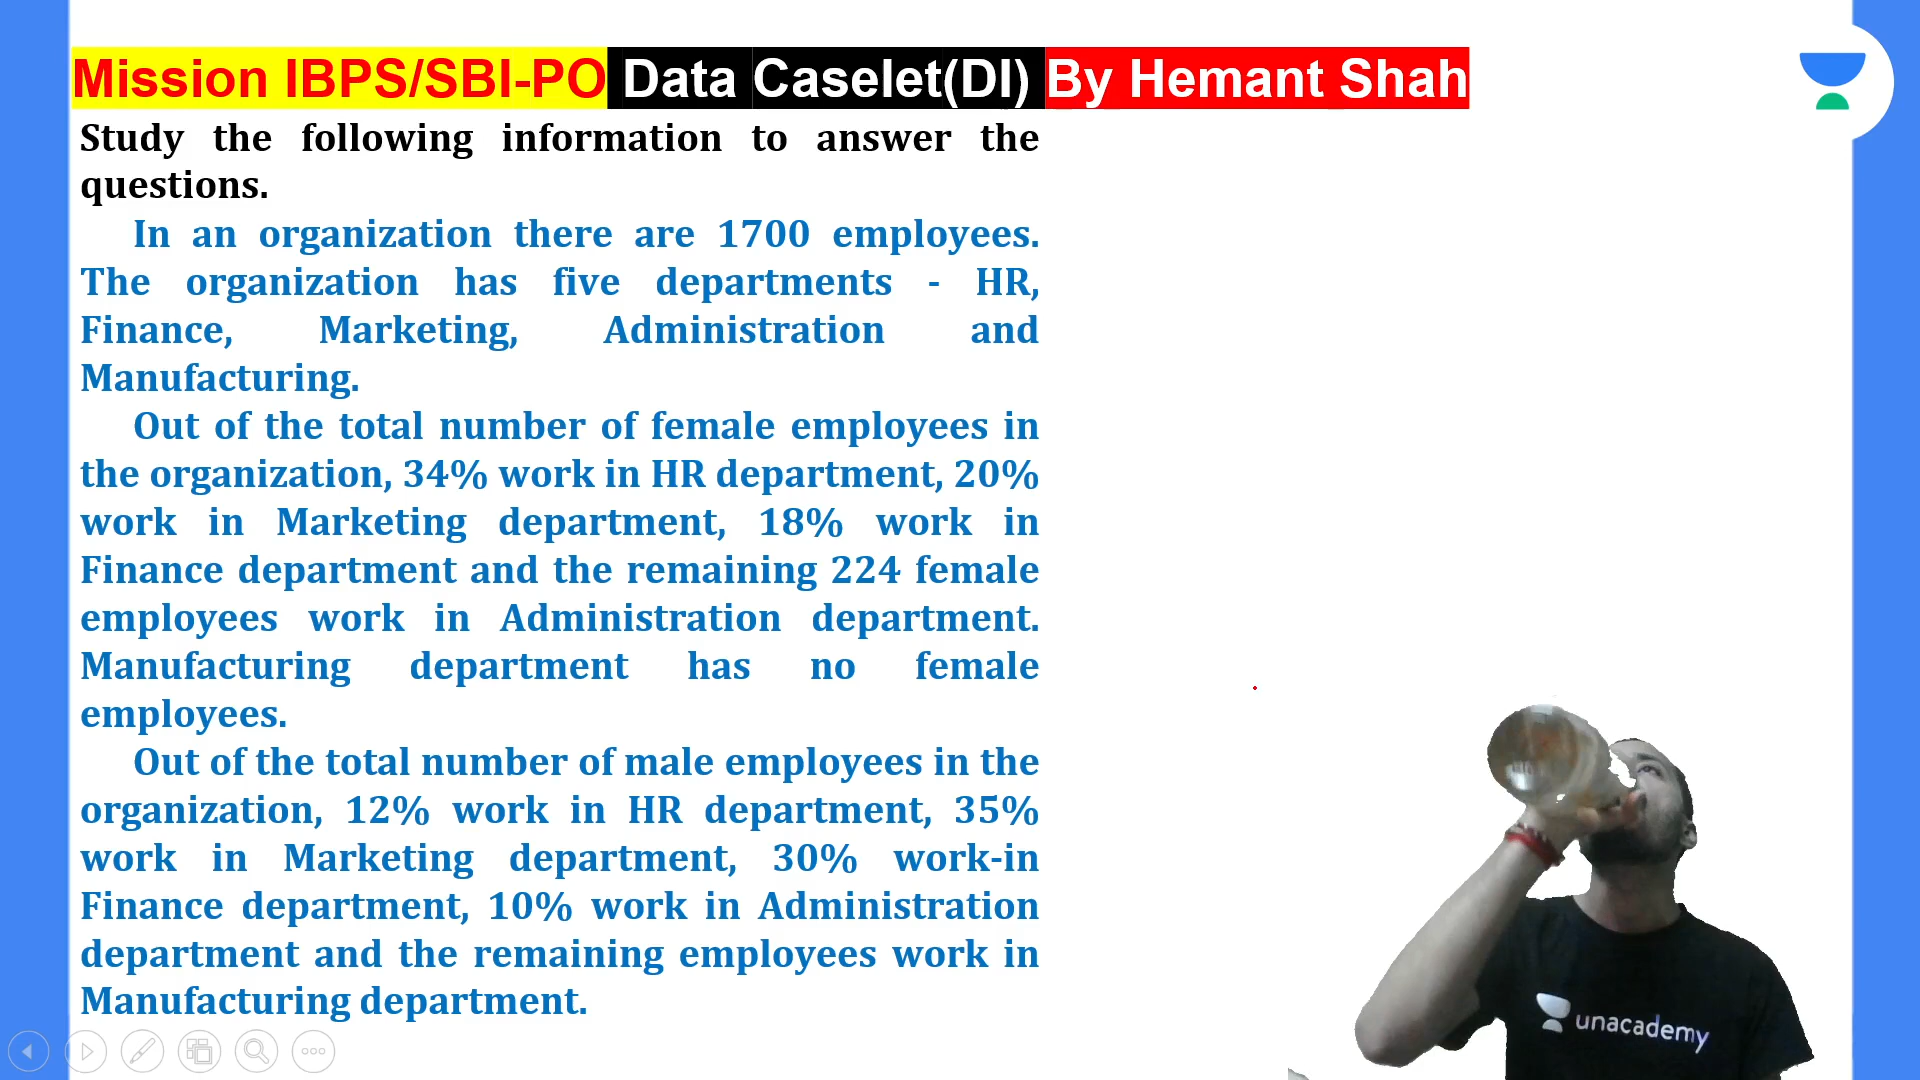 Mission IBPS/SBI-PO Data Caselet(DI) By Hemant Shah
Study the following information to answer the
questions.
In an organization there are 1700 employees.
The organization has five departments - HR,
Finance, Marketing, Administration and
Manufacturing.
Out of the total number of female employees in
the organization, 34% work in HR department, 20%
work in Marketing department, 18% work in
Finance department and the remaining 224 female
employees work in Administration department.
Manufacturing department has no female
employees.
Out of the total number of male employees in the
organization, 12% work in HR department, 35%
work in Marketing department, 30% work-in
Finance department, 10% work in Administration
department and the remaining employees work in
Manufacturing department.
unacademy